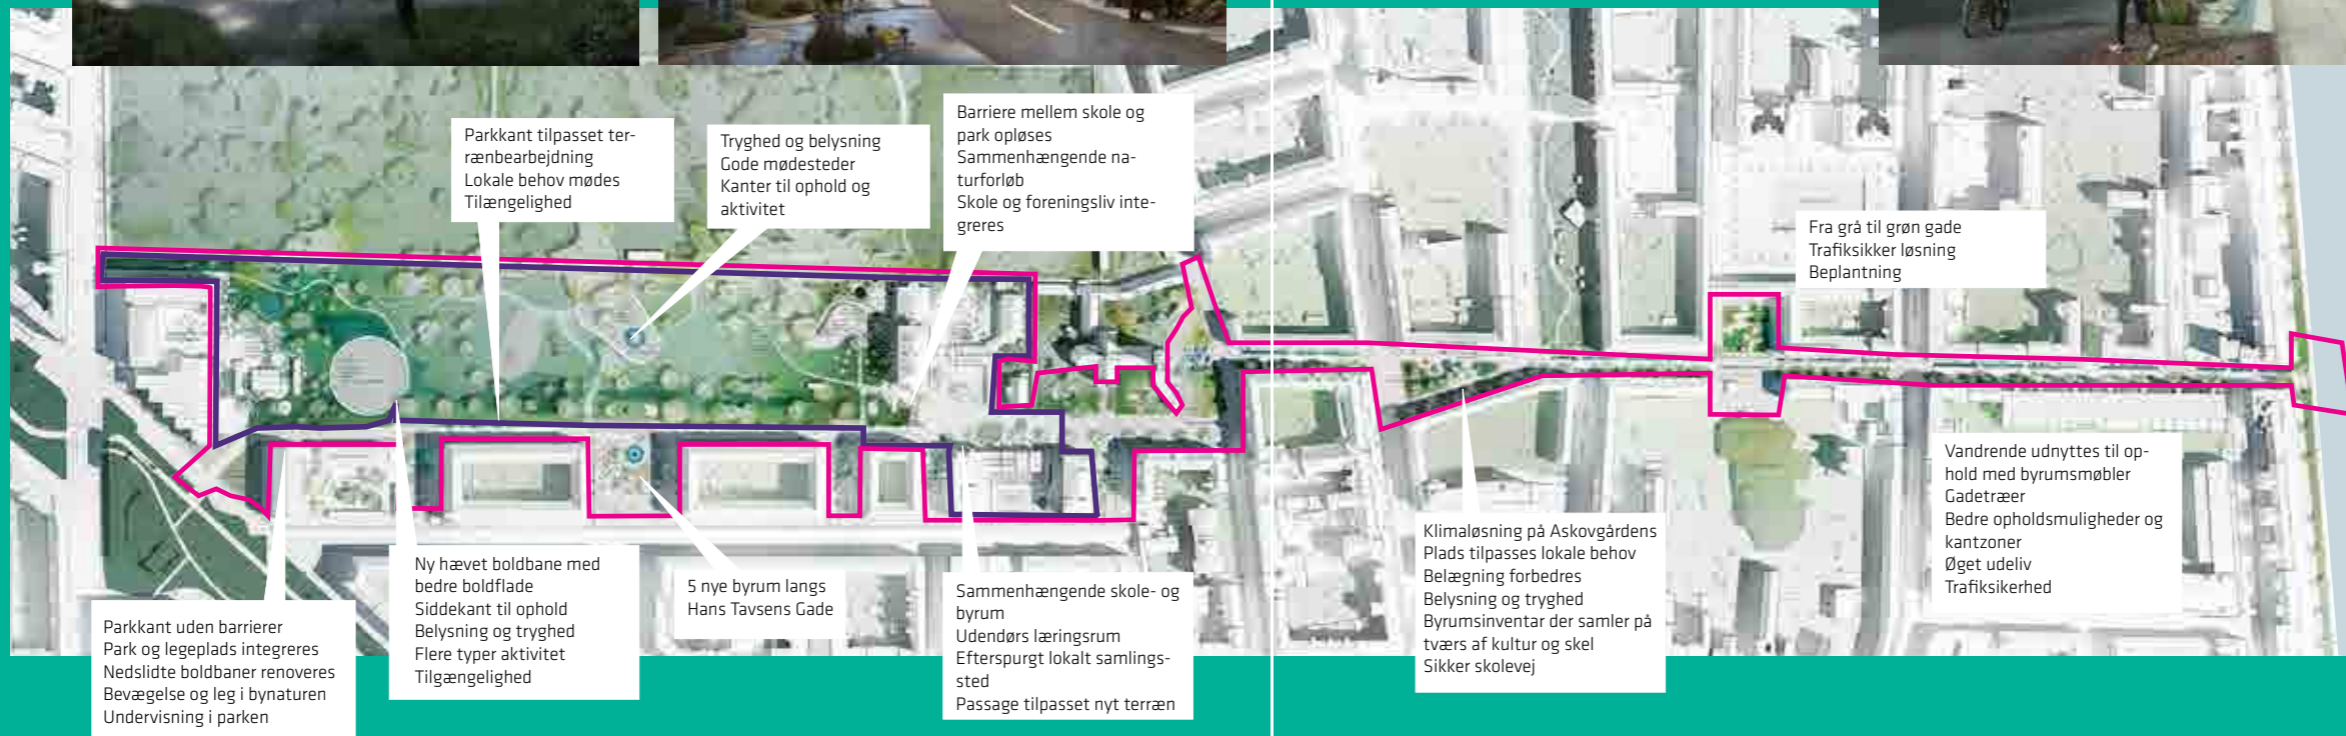 Parkkant tilpasset ter-
rænbearbejdning
Lokale behov mødes
Tilængelighed
Tryghed og belysning
Gode mødesteder
Kanter til ophold og
aktivitet
Barriere mellem skole og
park opløses
Sammenhængende na-
turforløb
Skole og foreningsliv inte-
greres
Fra grå til grøn gade
Trafiksikker løsning
Beplantning
Parkkant uden barrierer
Park og legeplads integreres
Nedslidte boldbaner renoveres
Bevægelse og leg i bynaturen
Undervisning i parken
Ny hævet boldbane med
bedre boldflade
Siddekant til ophold
Belysning og tryghed
Flere typer aktivitet
Tilgængelighed
5 nye byrum langs
Hans Tavsens Gade
Sammenhængende skole- og
byrum
Udendørs læringsrum
Efterspurgt lokalt samlings-
sted
Passage tilpasset nyt terræn
Klimaløsning på Askovgårdens
Plads tilpasses lokale behov
Belægning forbedres
Belysning og tryghed
Byrumsinventar der samler på
tværs af kultur og skel
Sikker skolevej
Vandrende udnyttes til op-
hold med byrumsmøbler
Gadetræer
Bedre opholdsmuligheder og
kantzoner
Øget udeliv
Trafiksikerhed